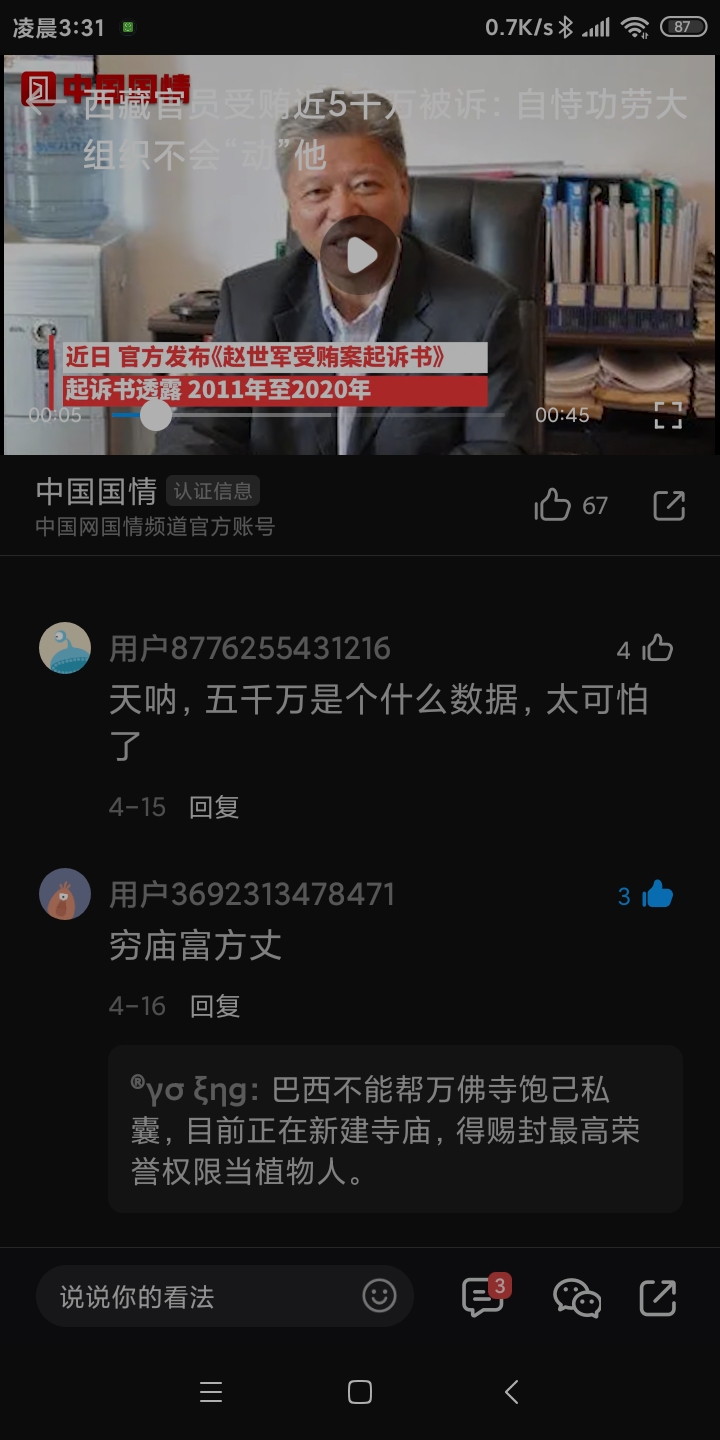 凌晨3:31
0.7K/s
87
中国国情
西藏官员受贿近5千万被诉：自恃功劳大
组织不会“动”他
近日 官方发布《赵世军受贿案起诉书》
起诉书透露 2011年至2020年
00:05
00:45
中国国情 认证信息
67
中国网国情频道官方账号
用户8776255431216
4
天呐，五千万是个什么数据，太可怕
了
4-15 回复
用户3692313478471
3
穷庙富方丈
4-16 回复
®γσ ξηg：巴西不能帮万佛寺饱己私
囊，目前正在新建寺庙，得赐封最高荣
誉权限当植物人。
说说你的看法
3